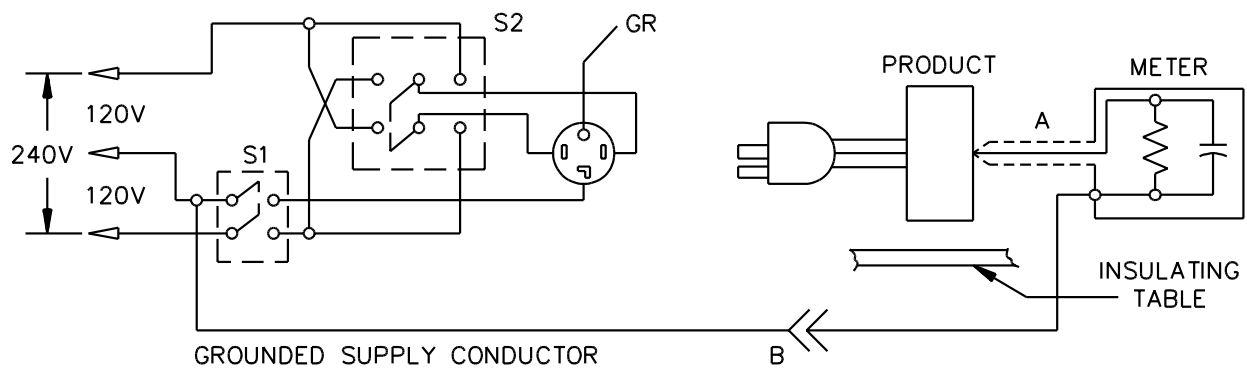 S2
GR
PRODUCT
METER
120V
A
240V
S1
120V
INSULATING
TABLE
GROUNDED SUPPLY CONDUCTOR
B